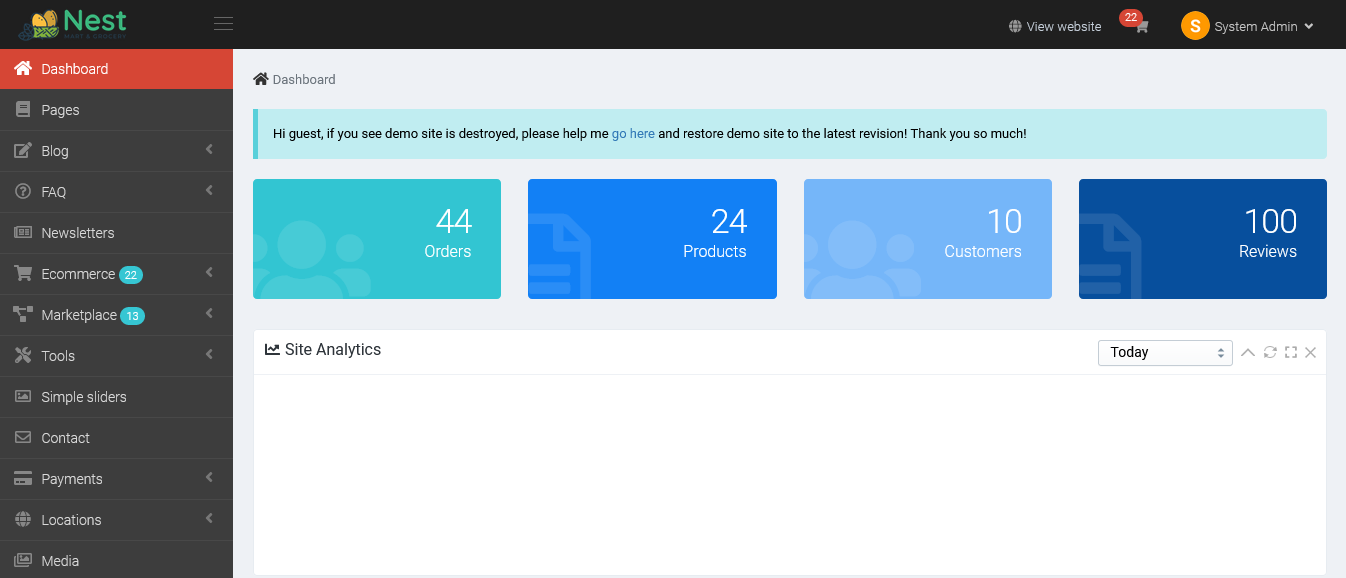 Nest
MART & GROCERY
View website
22
S
System Admin
Dashboard
Pages
Blog
FAQ
Newsletters
Ecommerce 22
Marketplace 13
Tools
Simple sliders
Contact
Payments
Locations
Media
Dashboard
Hi guest, if you see demo site is destroyed, please help me go here and restore demo site to the latest revision! Thank you so much!
44
Orders
24
Products
10
Customers
100
Reviews
Site Analytics
Today